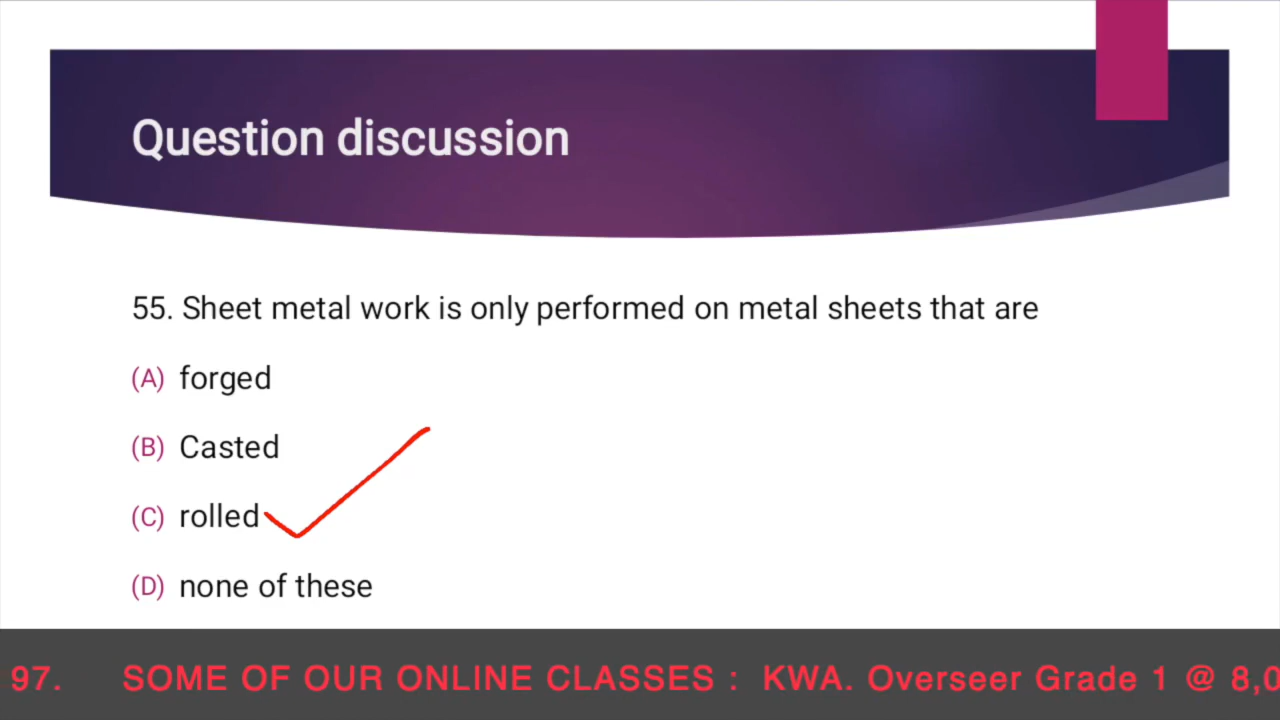 Question discussion
55. Sheet metal work is only performed on metal sheets that are
(A) forged
(B) Casted
(C) rolled
(D) none of these
97. SOME OF OUR ONLINE CLASSES : KWA. Overseer Grade 1 @ 8,0